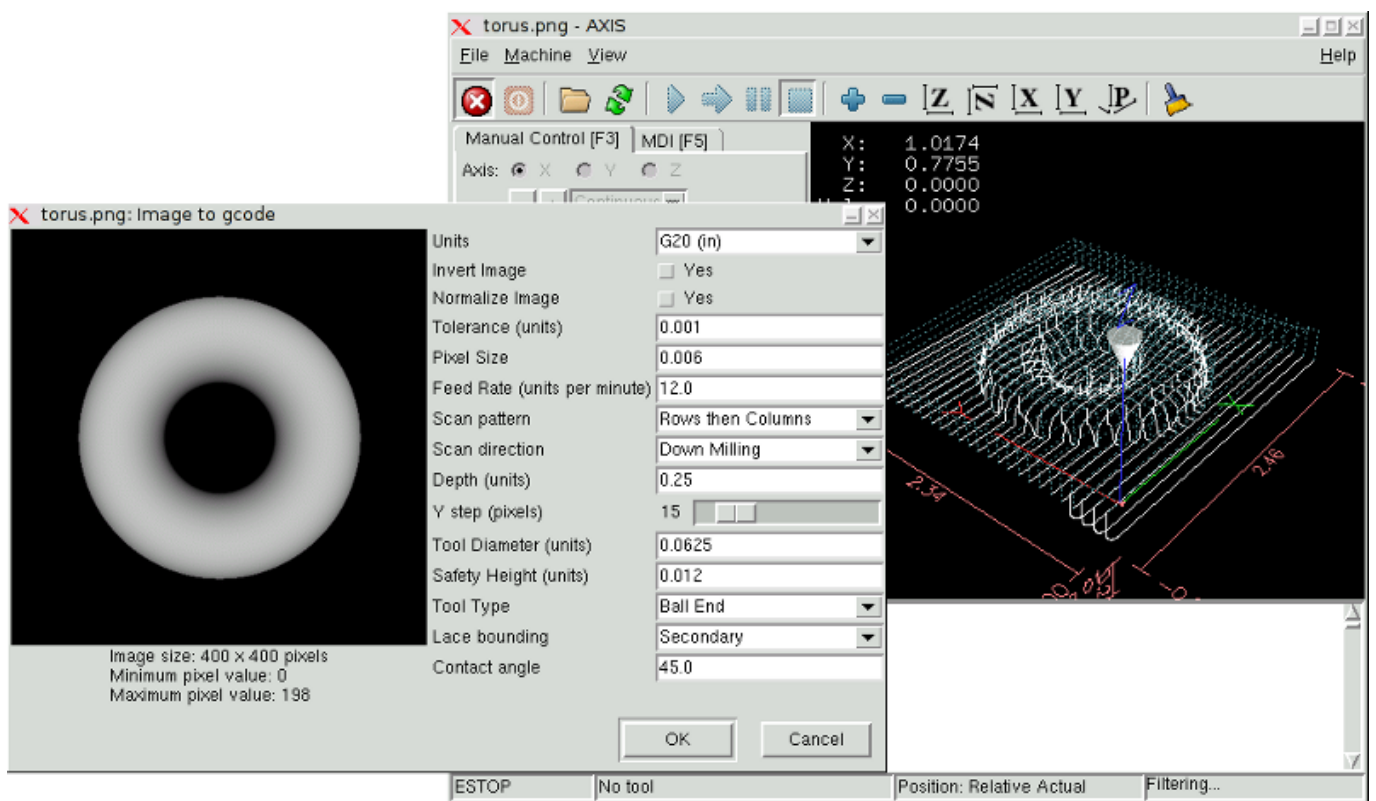 torus.png - AXIS
File Machine View Help
Z N X Y P
Manual Control [F3] MDI [F5]
Axis: X Y Z
Continuous
X: 1.0174
Y: 0.7755
Z: 0.0000
0.0000
2.34
2.46
torus.png: Image to gcode
Units G20 (in)
Invert Image Yes
Normalize Image Yes
Tolerance (units) 0.001
Pixel Size 0.006
Feed Rate (units per minute) 12.0
Scan pattern Rows then Columns
Scan direction Down Milling
Depth (units) 0.25
Y step (pixels) 15
Tool Diameter (units) 0.0625
Safety Height (units) 0.012
Tool Type Ball End
Lace bounding Secondary
Contact angle 45.0
Image size: 400 x 400 pixels
Minimum pixel value: 0
Maximum pixel value: 198
OK Cancel
ESTOP No tool Position: Relative Actual Filtering...